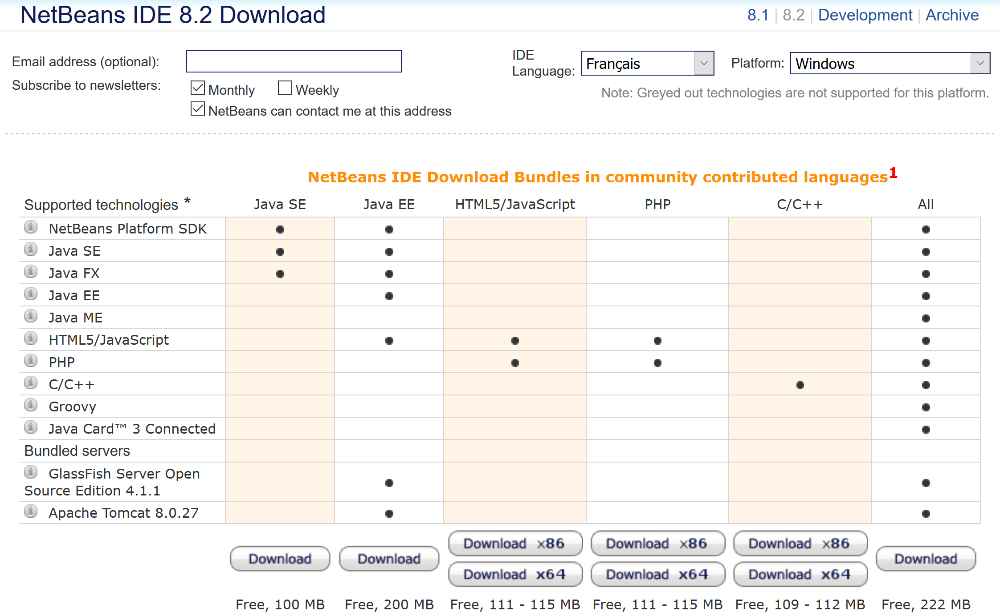 NetBeans IDE 8.2 Download
8.1 | 8.2 | Development | Archive
Email address (optional):
IDE Language: Français
Platform: Windows
Subscribe to newsletters:
Monthly Weekly
Note: Greyed out technologies are not supported for this platform.
NetBeans can contact me at this address
NetBeans IDE Download Bundles in community contributed languages1
Supported technologies * Java SE Java EE HTML5/JavaScript PHP C/C++ All
NetBeans Platform SDK ● ● ●
Java SE ● ● ●
Java FX ● ● ●
Java EE ● ●
Java ME ●
HTML5/JavaScript ● ● ● ●
PHP ● ● ●
C/C++ ● ●
Groovy ●
Java Card™ 3 Connected ●
Bundled servers
GlassFish Server Open
Source Edition 4.1.1 ● ●
Apache Tomcat 8.0.27 ● ●
Download x86 Download x86 Download x86
Download Download Download
Download x64 Download x64 Download x64
Free, 100 MB Free, 200 MB Free, 111 - 115 MB Free, 111 - 115 MB Free, 109 - 112 MB Free, 222 MB